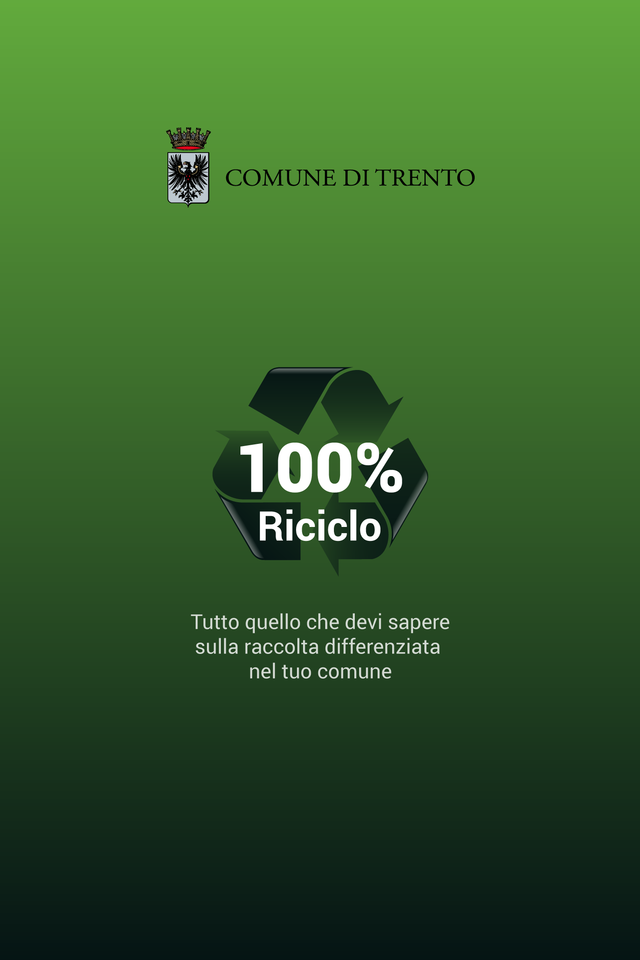 COMUNE DI TRENTO
100%
Riciclo
Tutto quello che devi sapere
sulla raccolta differenziata
nel tuo comune